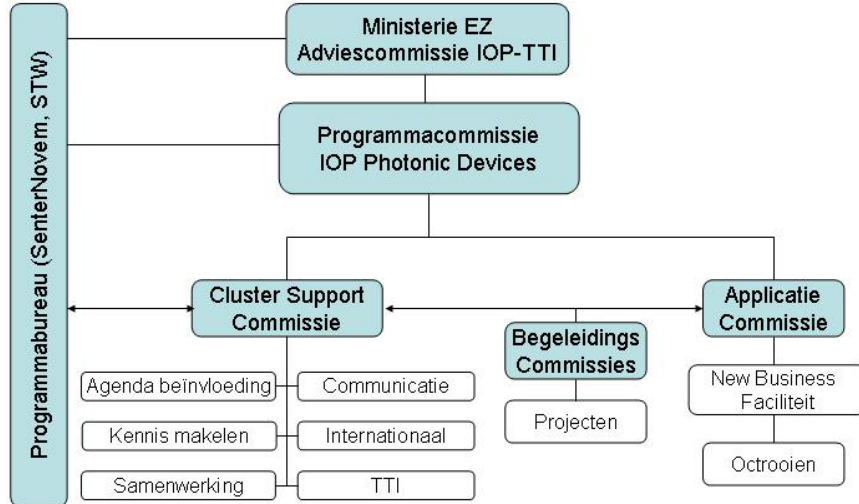 Programmabureau (SenterNovem, STW)
Ministerie EZ
Adviescommissie IOP-TTI
Programmacommissie
IOP Photonic Devices
Cluster Support
Commissie
Applicatie
Commissie
Begeleidings
Commissies
Agenda beïnvloeding
Communicatie
Kennis makelen
Internationaal
Samenwerking
TTI
Projecten
New Business
Faciliteit
Octrooien